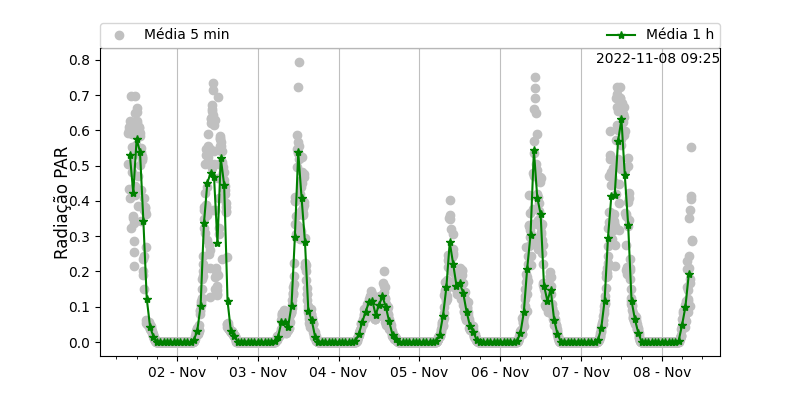 Média 5 min
Média 1 h
2022-11-08 09:25
Radiação PAR
0.8
0.7
0.6
0.5
0.4
0.3
0.2
0.1
0.0
02 - Nov
03 - Nov
04 - Nov
05 - Nov
06 - Nov
07 - Nov
08 - Nov